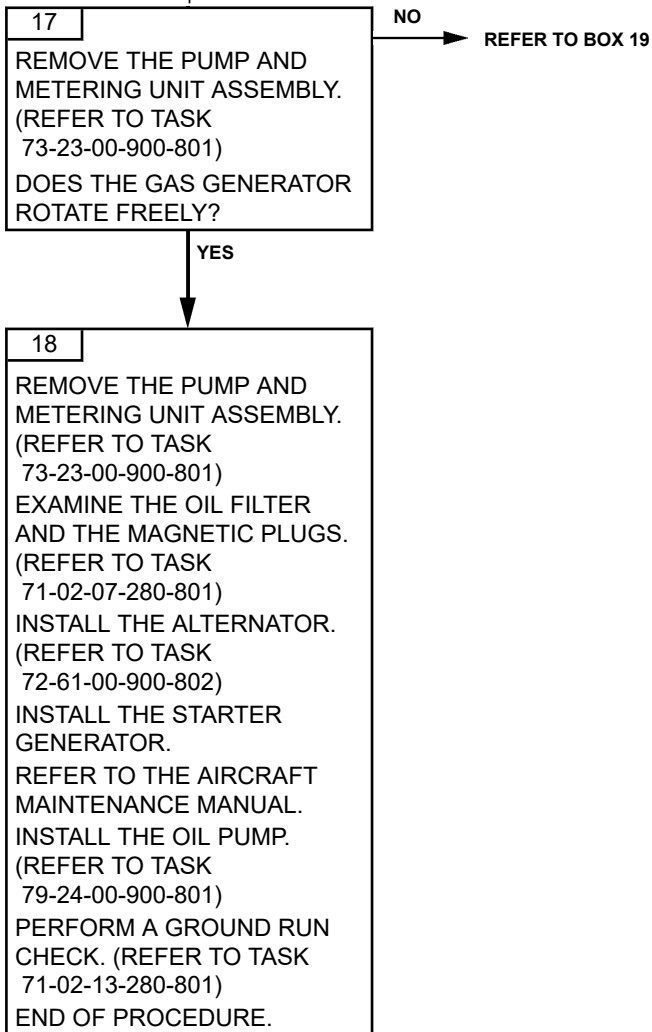 17
REMOVE THE PUMP AND
METERING UNIT ASSEMBLY.
(REFER TO TASK
73-23-00-900-801)
DOES THE GAS GENERATOR
ROTATE FREELY?
NO
REFER TO BOX 19
YES
18
REMOVE THE PUMP AND
METERING UNIT ASSEMBLY.
(REFER TO TASK
73-23-00-900-801)
EXAMINE THE OIL FILTER
AND THE MAGNETIC PLUGS.
(REFER TO TASK
71-02-07-280-801)
INSTALL THE ALTERNATOR.
(REFER TO TASK
72-61-00-900-802)
INSTALL THE STARTER
GENERATOR.
REFER TO THE AIRCRAFT
MAINTENANCE MANUAL.
INSTALL THE OIL PUMP.
(REFER TO TASK
79-24-00-900-801)
PERFORM A GROUND RUN
CHECK. (REFER TO TASK
71-02-13-280-801)
END OF PROCEDURE.